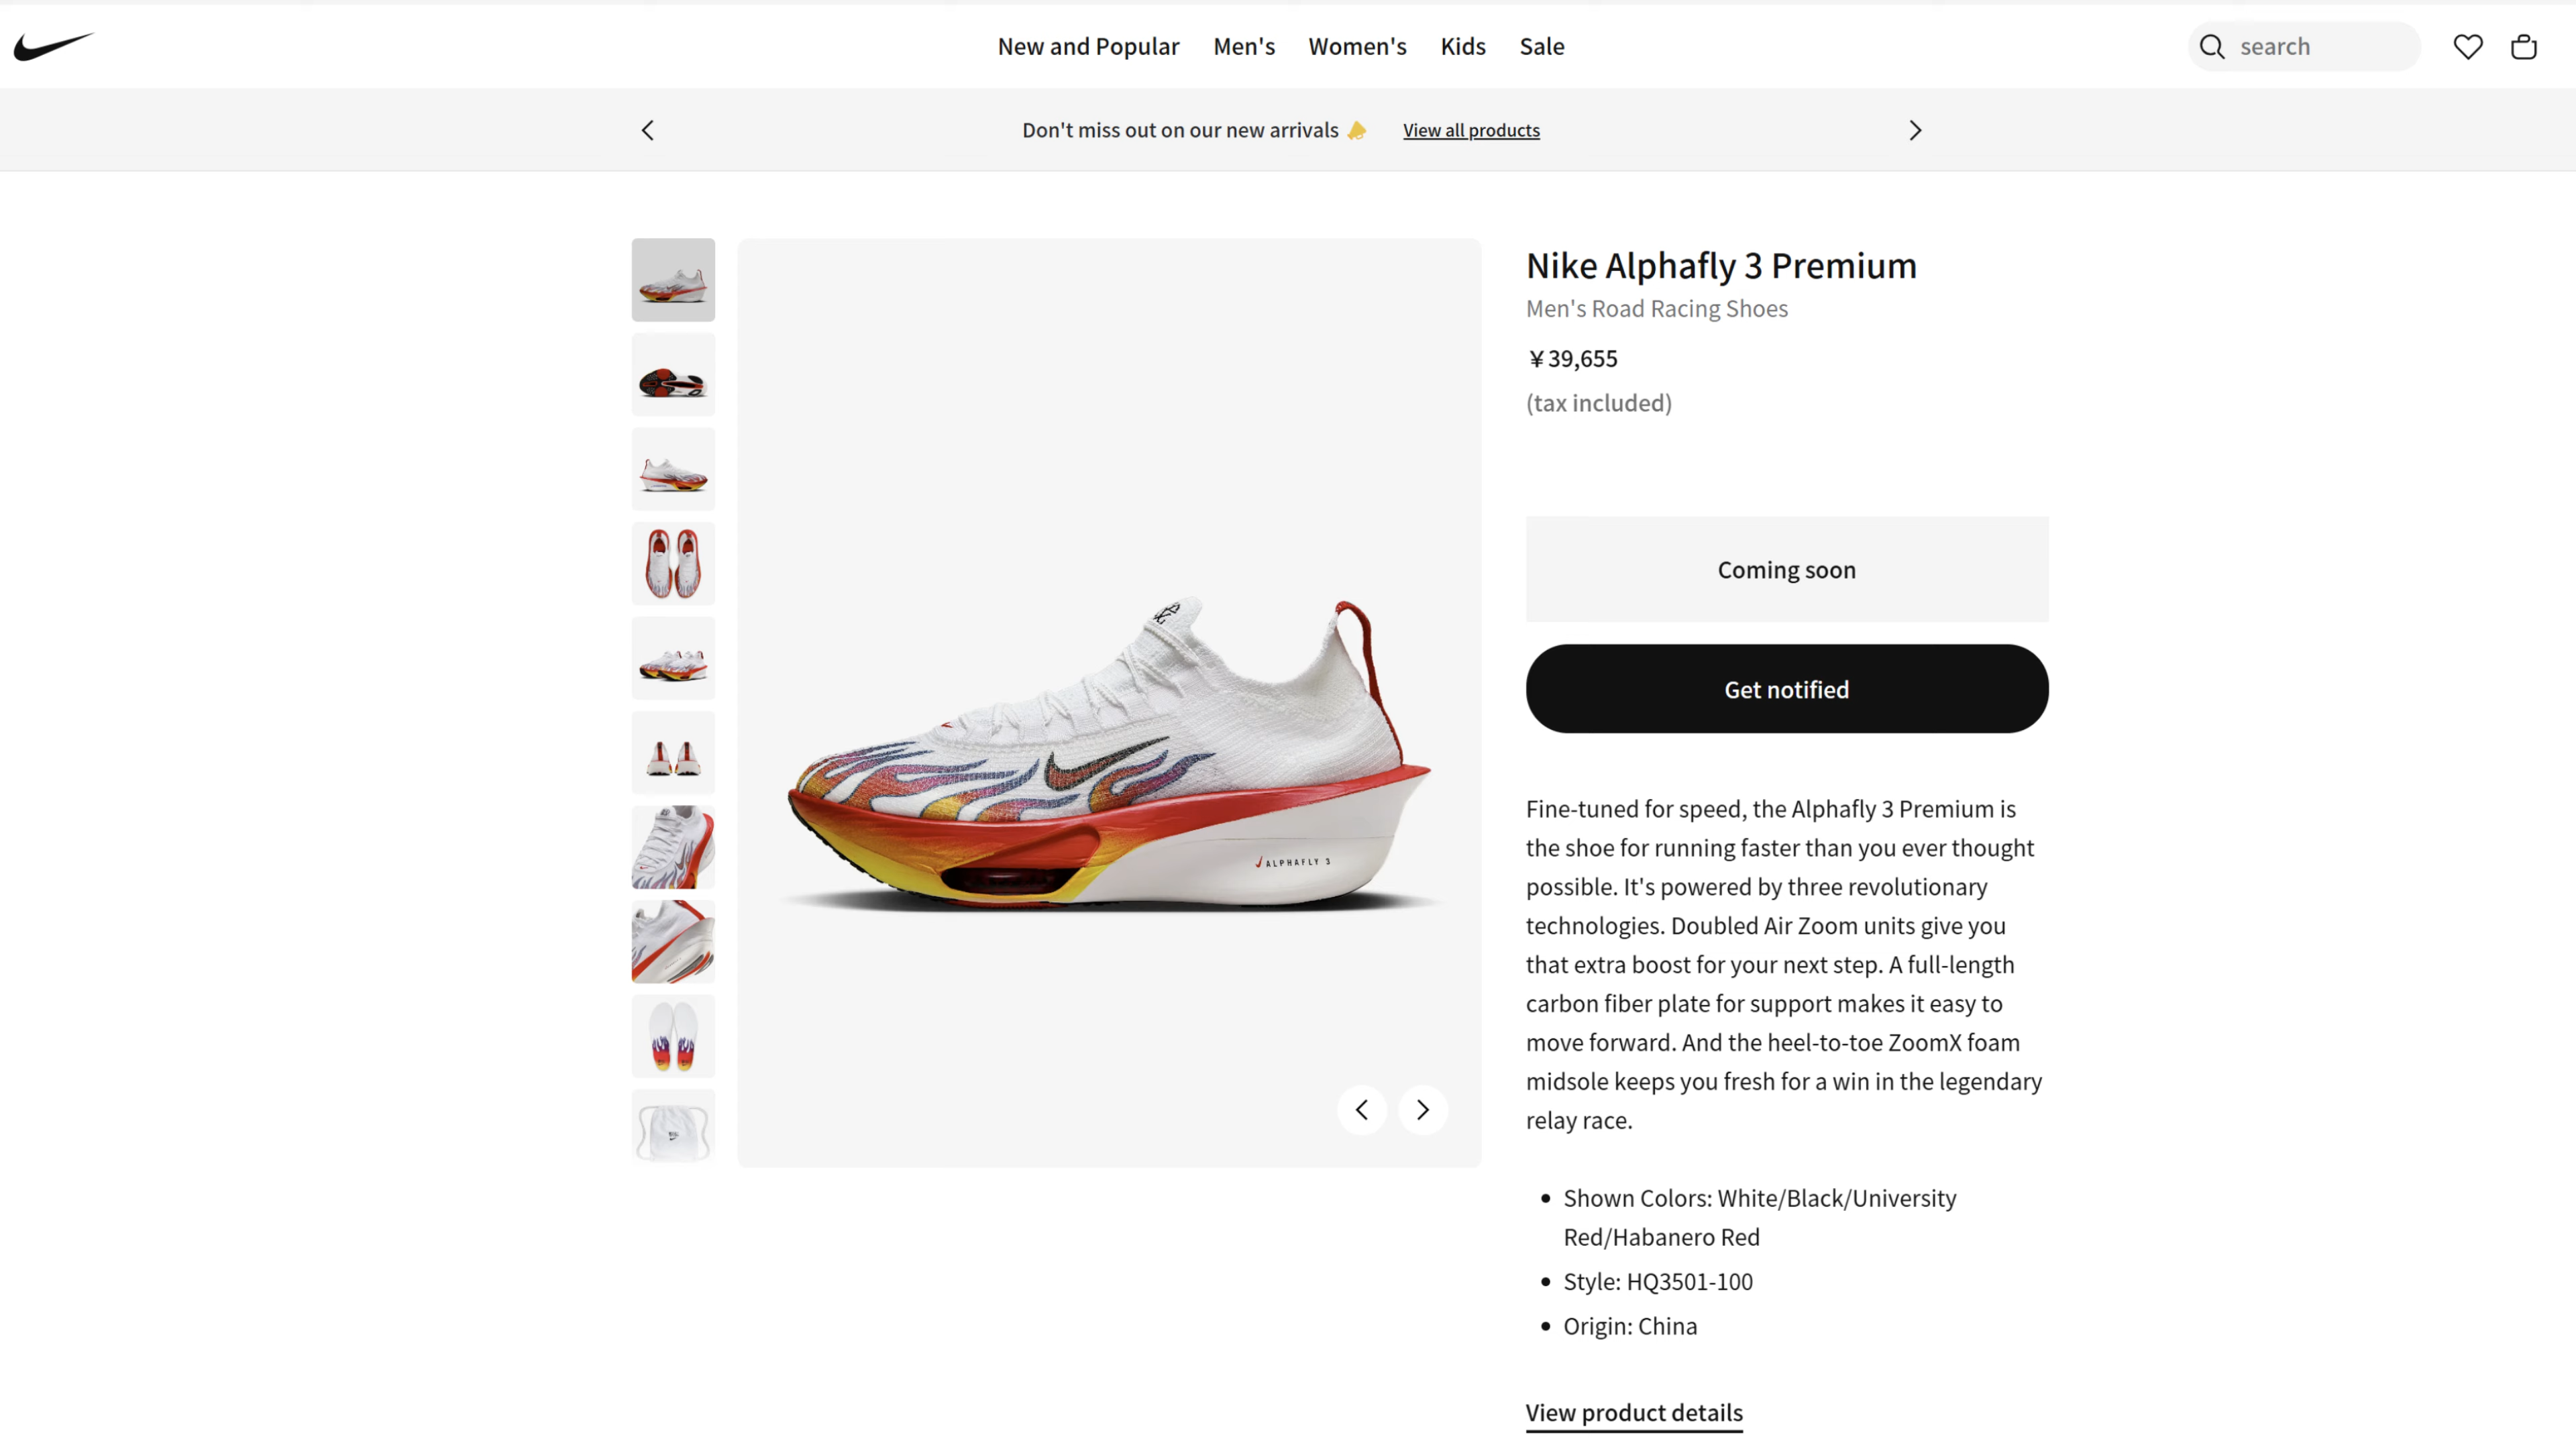 New and Popular Men's Women's Kids Sale
search
Don't miss out on our new arrivals View all products
Nike Alphafly 3 Premium
Men's Road Racing Shoes
￥39,655
(tax included)
Coming soon
Get notified
ALPHAFLY 3
Fine-tuned for speed, the Alphafly 3 Premium is
the shoe for running faster than you ever thought
possible. It's powered by three revolutionary
technologies. Doubled Air Zoom units give you
that extra boost for your next step. A full-length
carbon fiber plate for support makes it easy to
move forward. And the heel-to-toe ZoomX foam
midsole keeps you fresh for a win in the legendary
relay race.
• Shown Colors: White/Black/University
Red/Habanero Red
• Style: HQ3501-100
• Origin: China
View product details